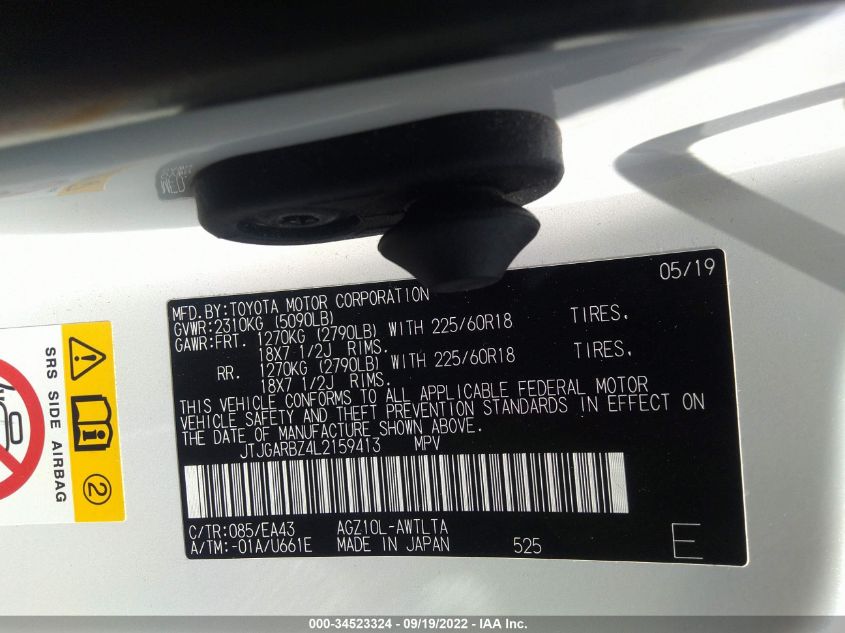 WED
05/19
MFD.BY:TOYOTA MOTOR CORPORATION
GVWR:2310KG (5090LB)
GAWR:FRT. 1270KG (2790LB) WITH 225/60R18 TIRES.
18X7 1/2J RIMS.
RR. 1270KG (2790LB) WITH 225/60R18 TIRES.
18X7 1/2J RIMS.
THIS VEHICLE CONFORMS TO ALL APPLICABLE FEDERAL MOTOR
VEHICLE SAFETY AND THEFT PREVENTION STANDARDS IN EFFECT ON
THE DATE OF MANUFACTURE SHOWN ABOVE.
JTJGARBZ4L2159413 MPV
C/TR:085/EA43 AGZ10L-AWTLTA
A/TM:-01A/U661E MADE IN JAPAN 525 E
SRS SIDE AIRBAG
2
000-34523324 - 09/19/2022 - IAA Inc.